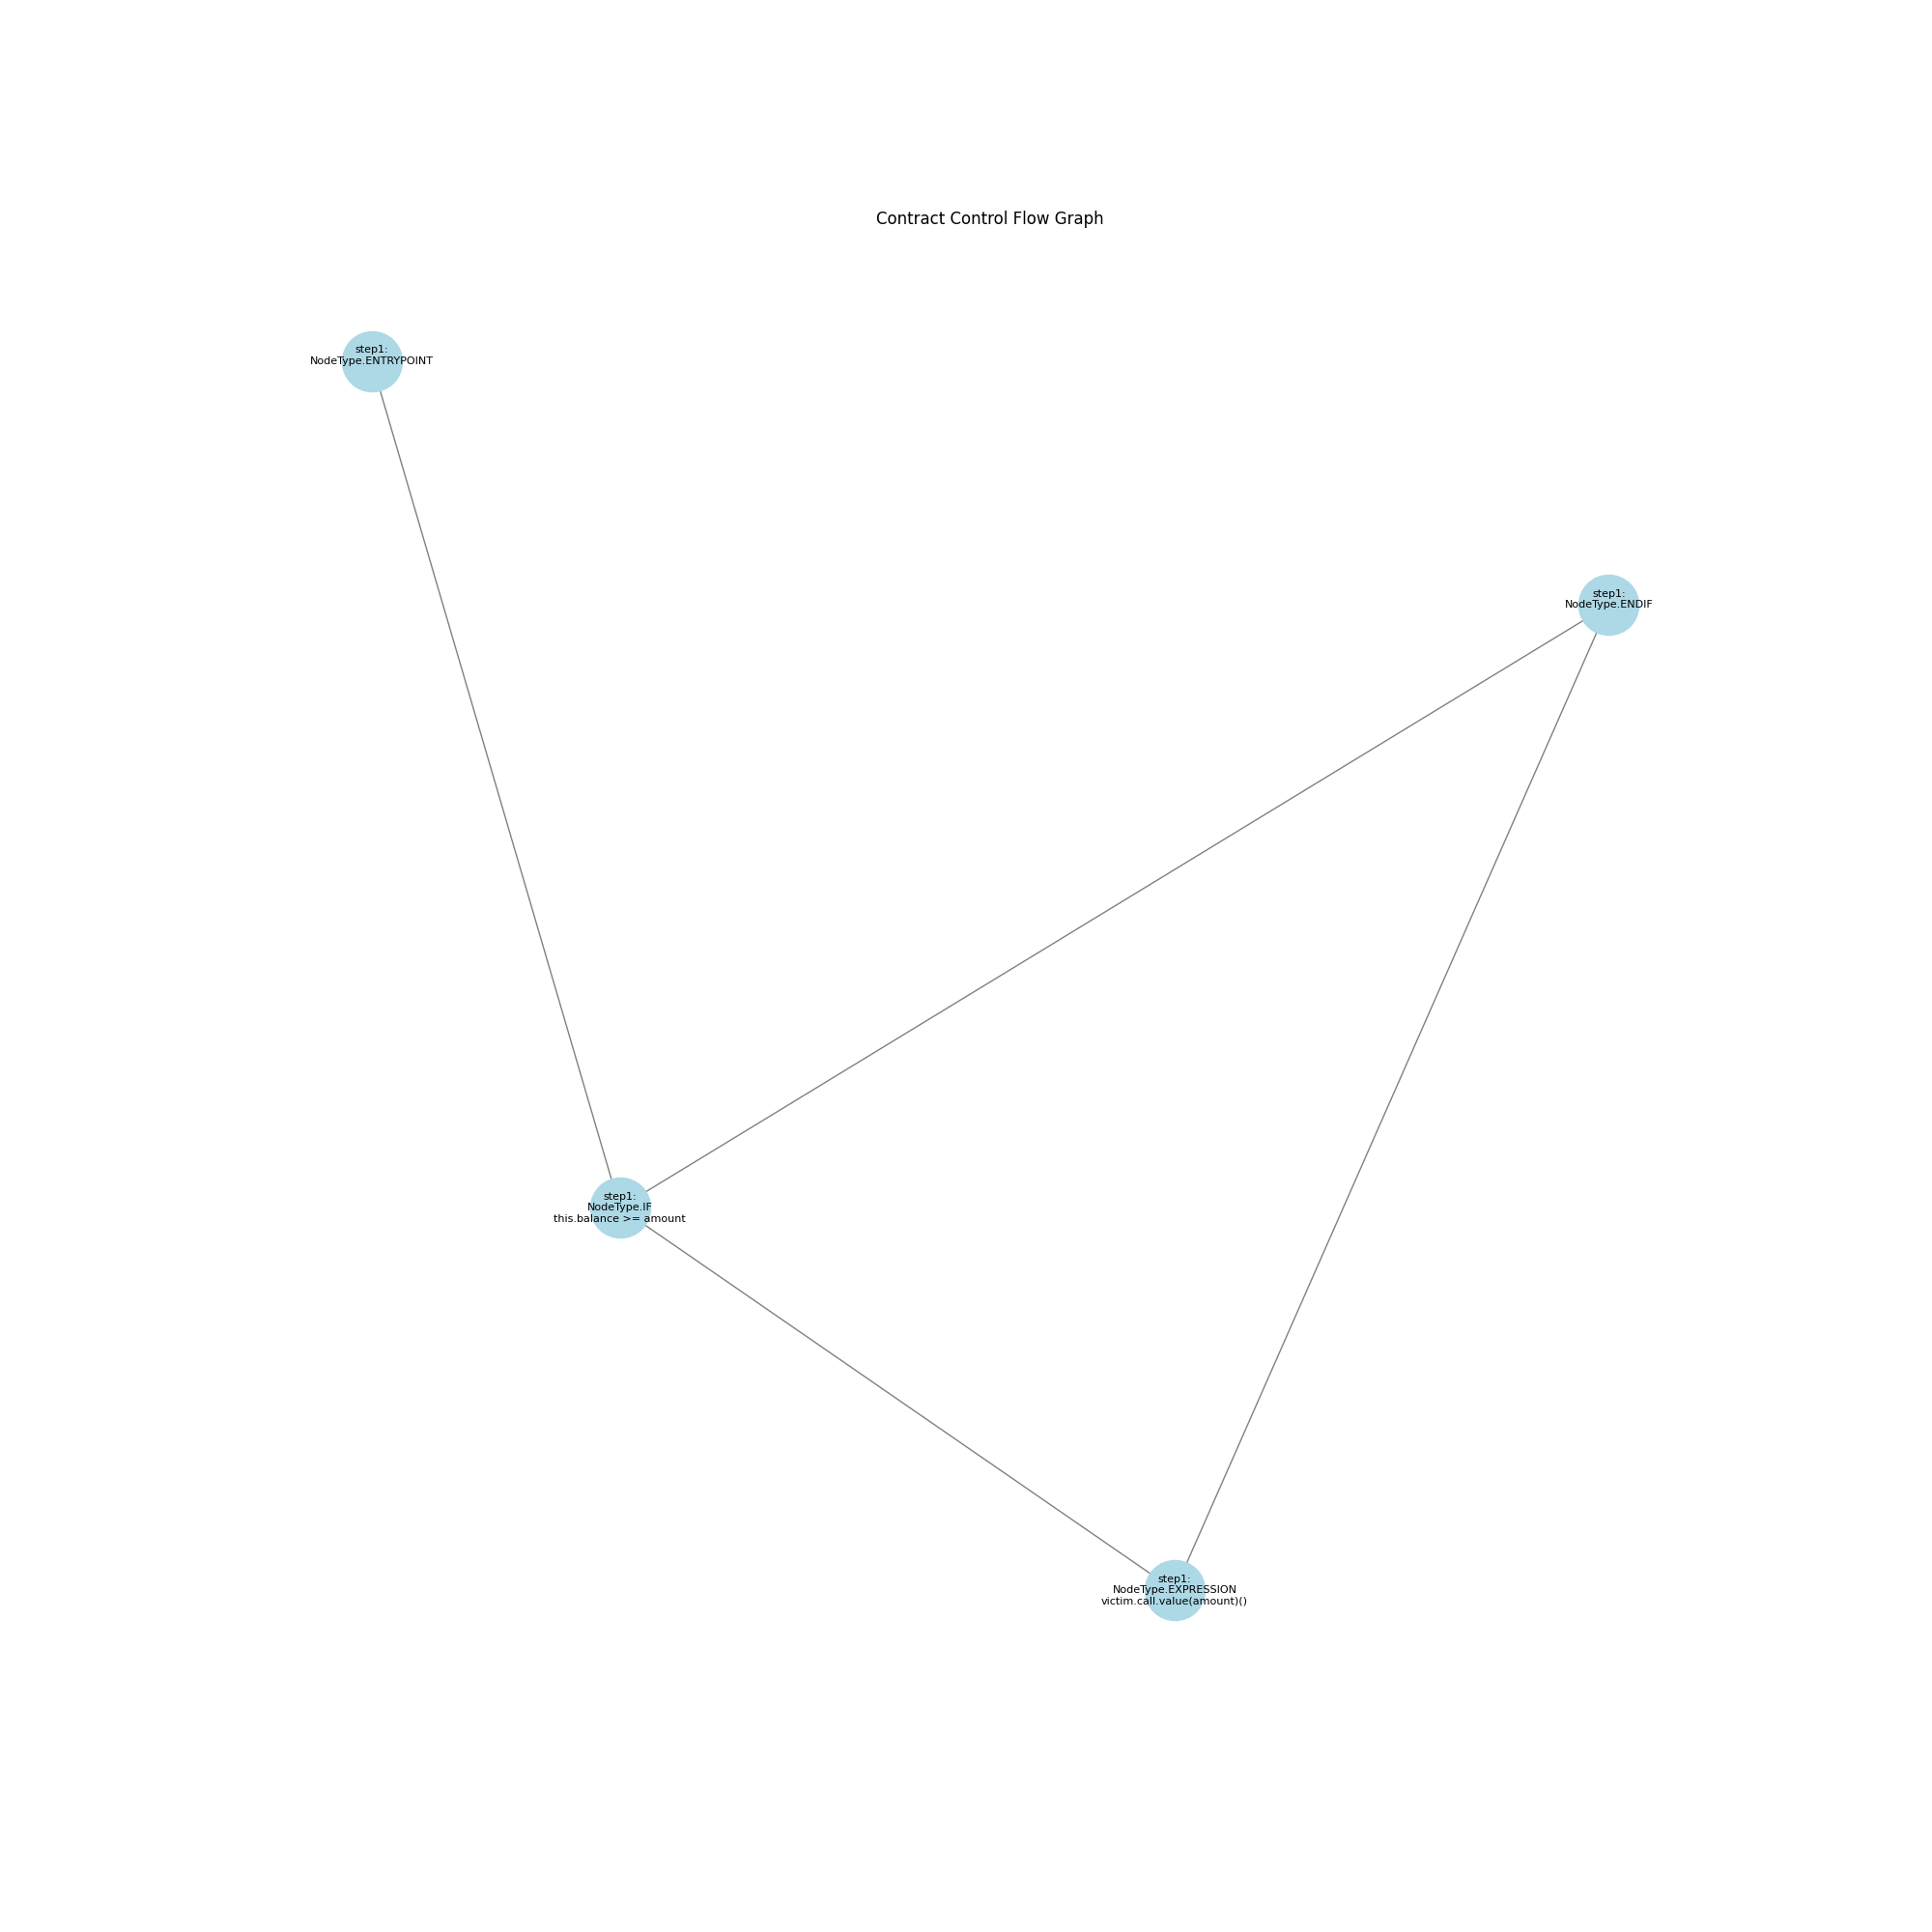 Contract Control Flow Graph
step1:
NodeType.ENTRYPOINT
step1:
NodeType.ENDIF
step1:
NodeType.IF
this.balance >= amount
step1:
NodeType.EXPRESSION
victim.call.value(amount)()